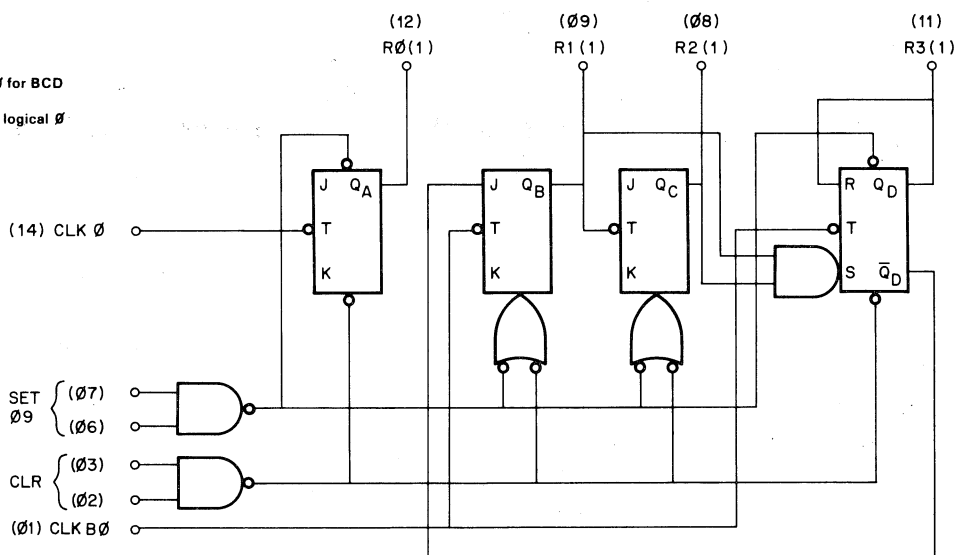 (12) (Ø9) (Ø8) (11)
RØ(1) R1(1) R2(1) R3(1)
Ø for BCD
logical Ø
J Q_A
T
K
J Q_B
T
K
J Q_C
T
K
R Q_D
T
S Q̅_D
(14) CLK Ø
SET (Ø7)
Ø9 (Ø6)
CLR (Ø3)
(Ø2)
(Ø1) CLK BØ